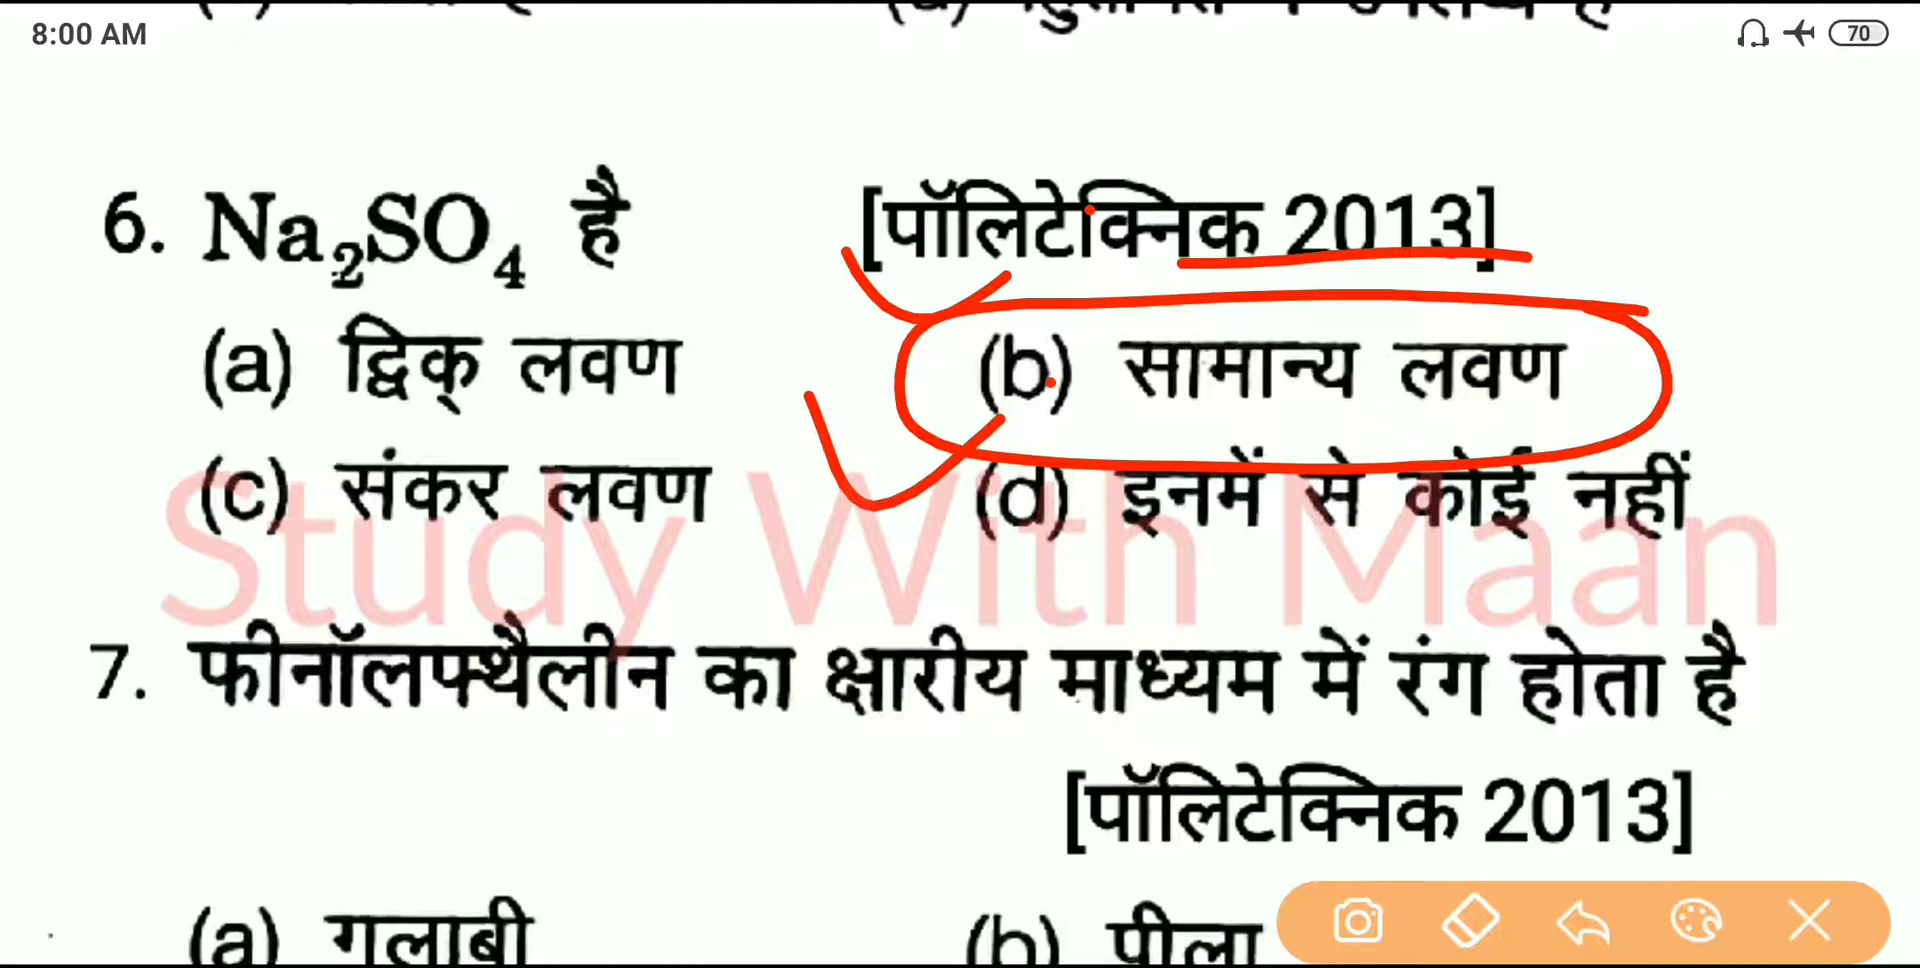 8:00 AM
70
6. Na₂SO₄ है [पॉलिटेक्निक 2013]
(a) द्विक् लवण (b) सामान्य लवण
(c) संकर लवण (d) इनमें से कोई नहीं
Study With Maan
7. फीनॉलफ्थैलीन का क्षारीय माध्यम में रंग होता है
[पॉलिटेक्निक 2013]
(a) गुलाबी (b) पीला